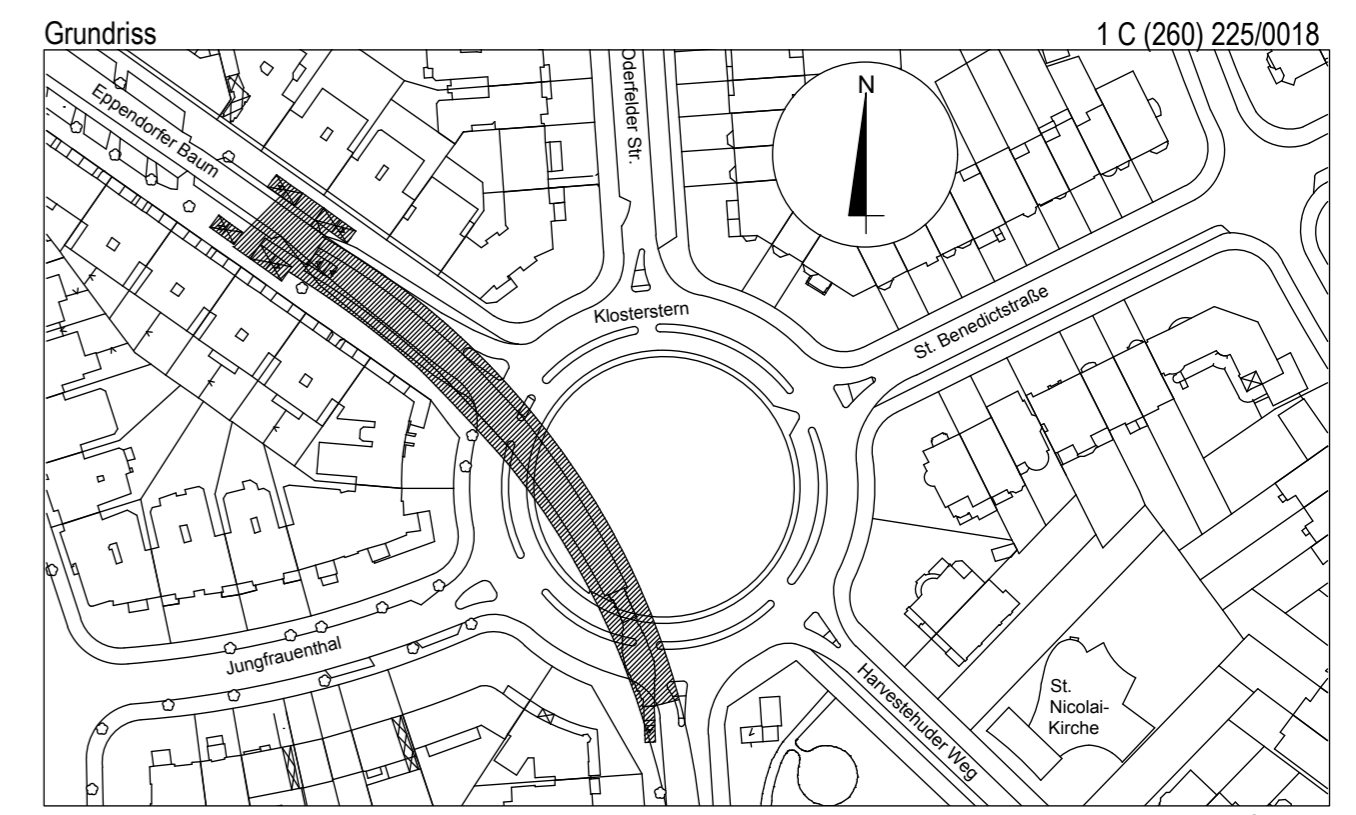 Grundriss
1 C (260) 225/0018
Eppendorfer Baum
Oderfelder Str.
N
Klosterstern
St. Benedictstraße
Jungfrauenthal
Harvestehuder Weg
St.
Nicolai-
Kirche